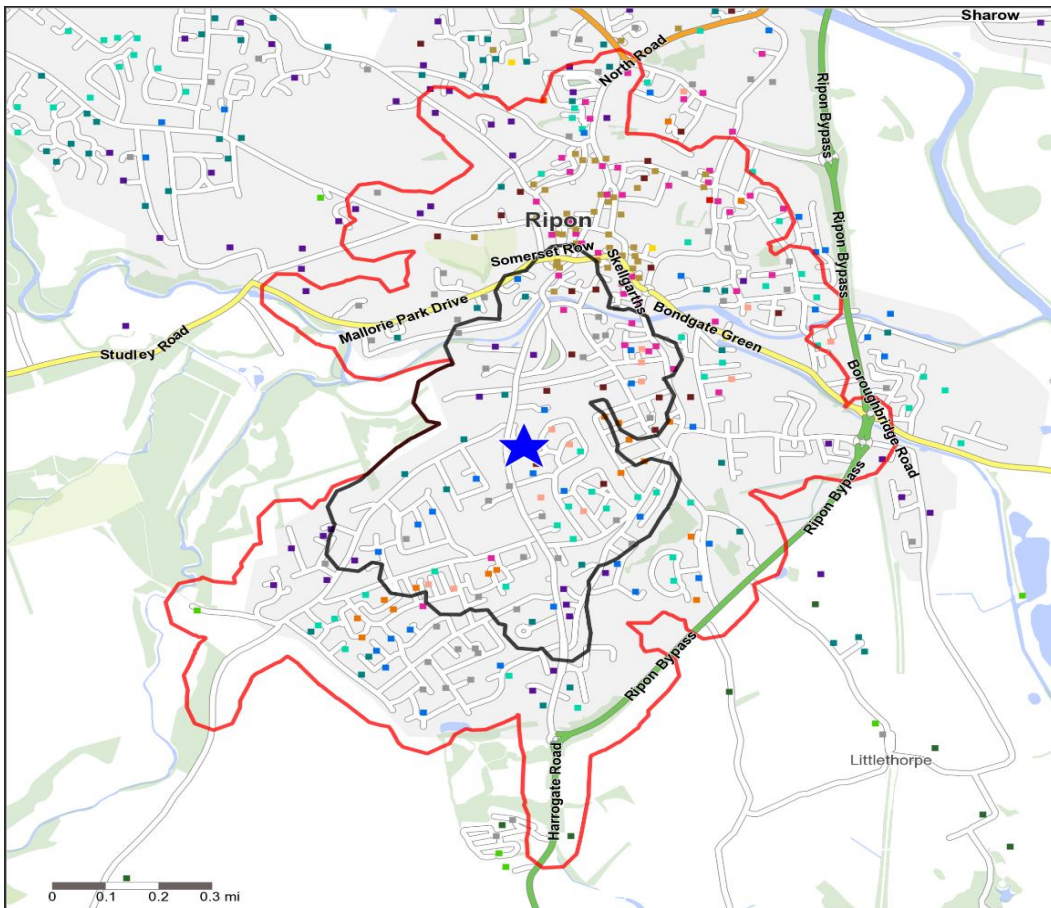 Sharow
North Road
Ripon Bypass
Ripon
Ripon Bypass
Somerset Row
Skellgarths
Mallorie Park Drive
Bondgate Green
Studley Road
Boroughbridge Road
Ripon Bypass
Ripon Bypass
Harrogate Road
Littlethorpe
0 0.1 0.2 0.3 mi